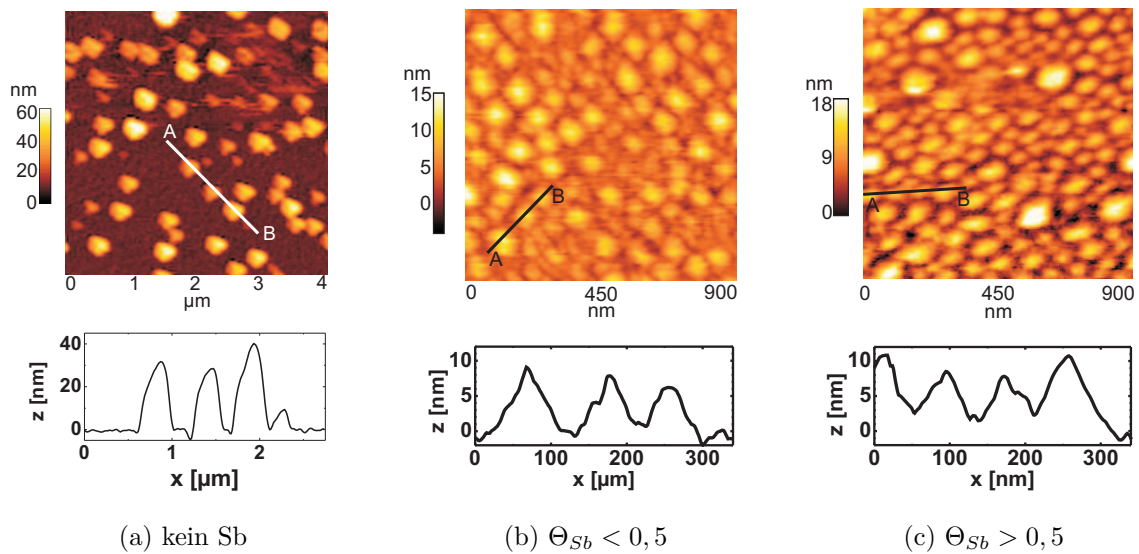 nm
60
40
20
0
A
B
0 1 2 3 4
µm
z [nm]
40
20
0
0 1 2
x [µm]
(a) kein Sb
nm
15
10
5
0
A
B
0 450 900
nm
z [nm]
10
5
0
0 100 200 300
x [µm]
(b) Θ_Sb < 0, 5
18
9
0
A
B
0 450 900
nm
z [nm]
10
5
0
0 100 200 300
x [nm]
(c) Θ_Sb > 0, 5